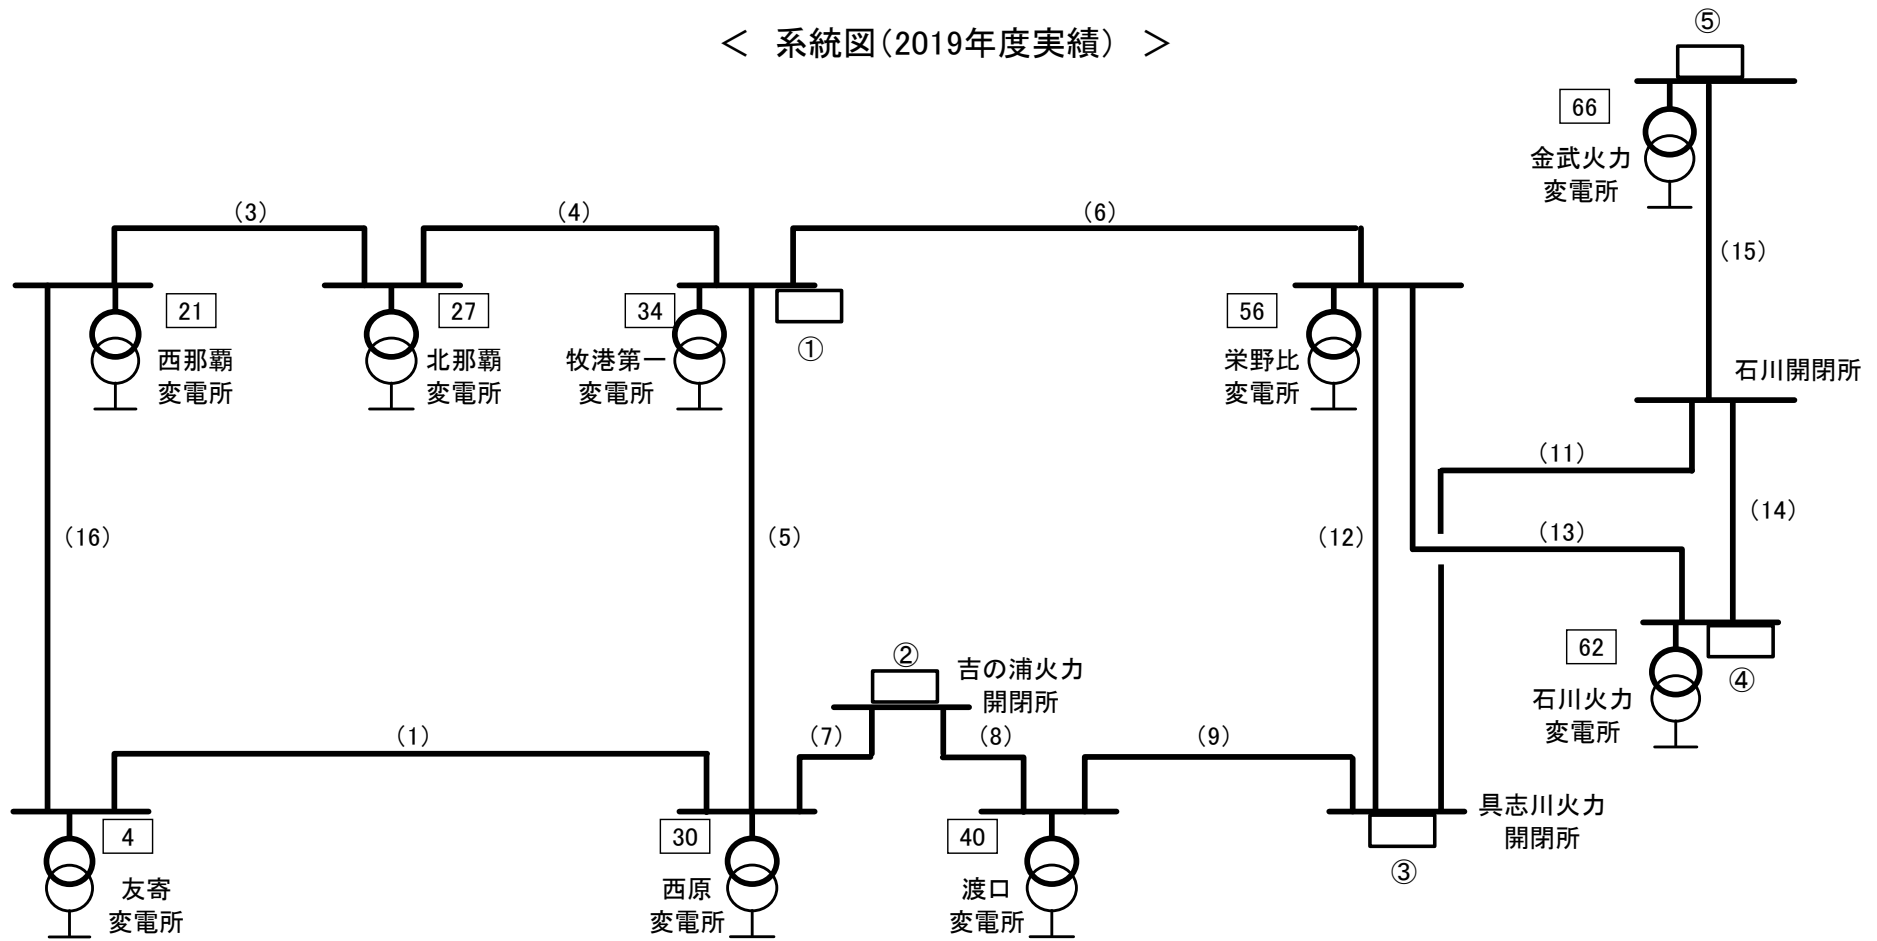 ＜ 系統図（2019年度実績） ＞
⑤
66
金武火力
変電所
（15）
（3）
（4）
（6）
21
西那覇
変電所
27
北那覇
変電所
34
牧港第一
変電所
①
56
栄野比
変電所
石川開閉所
（11）
（14）
（13）
（16）
（5）
（12）
62
石川火力
変電所
④
②
吉の浦火力
開閉所
（1）
（7）
（8）
（9）
4
友寄
変電所
30
西原
変電所
40
渡口
変電所
具志川火力
開閉所
③